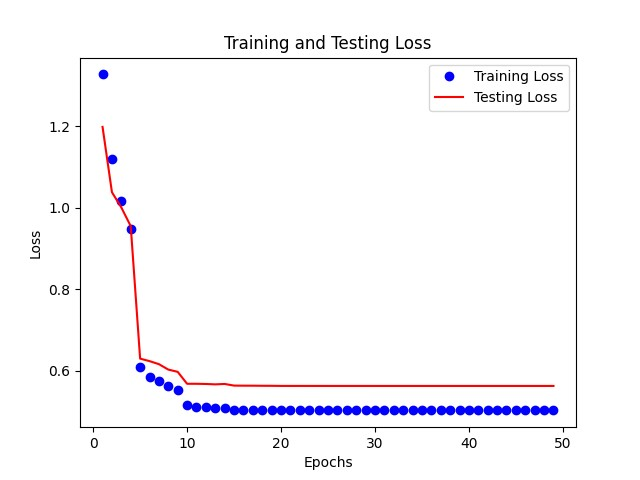 Training and Testing Loss
Training Loss
Testing Loss
1.2
1.0
0.8
0.6
Loss
0 10 20 30 40 50
Epochs